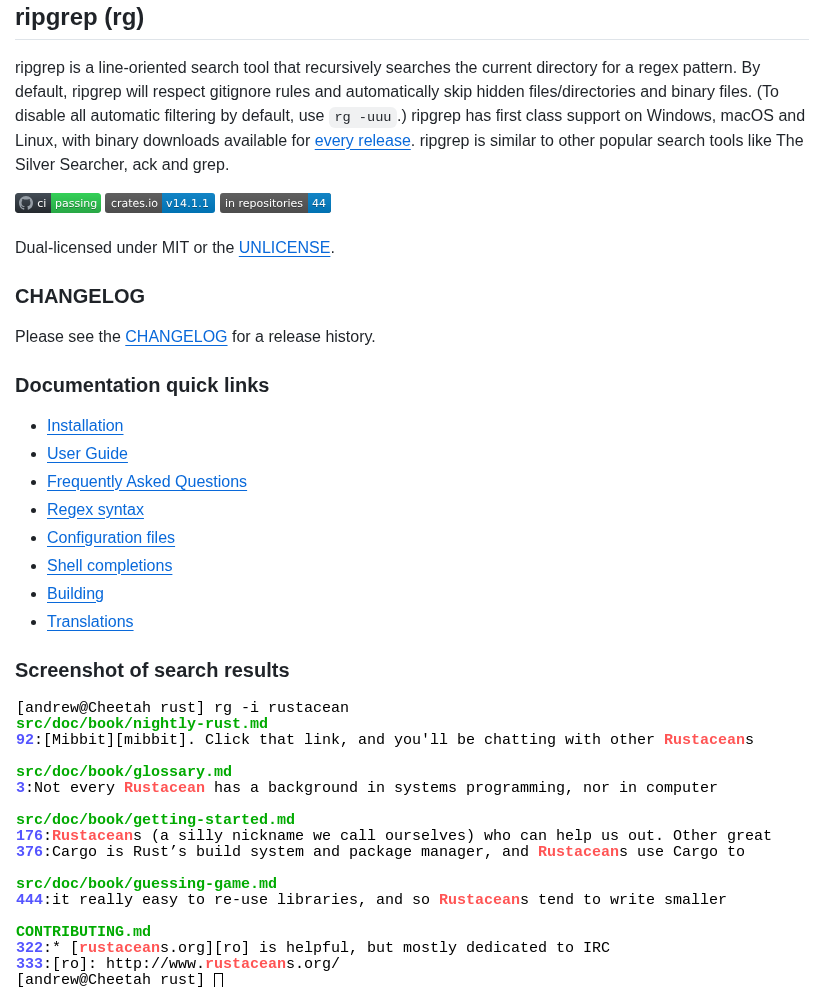 ripgrep (rg)
ripgrep is a line-oriented search tool that recursively searches the current directory for a regex pattern. By
default, ripgrep will respect gitignore rules and automatically skip hidden files/directories and binary files. (To
disable all automatic filtering by default, use rg -uuu.) ripgrep has first class support on Windows, macOS and
Linux, with binary downloads available for every release. ripgrep is similar to other popular search tools like The
Silver Searcher, ack and grep.
ci passing crates.io v14.1.1 in repositories 44
Dual-licensed under MIT or the UNLICENSE.
CHANGELOG
Please see the CHANGELOG for a release history.
Documentation quick links
• Installation
• User Guide
• Frequently Asked Questions
• Regex syntax
• Configuration files
• Shell completions
• Building
• Translations
Screenshot of search results
[andrew@Cheetah rust] rg -i rustacean
src/doc/book/nightly-rust.md
92:[Mibbit][mibbit]. Click that link, and you'll be chatting with other Rustaceans
src/doc/book/glossary.md
3:Not every Rustacean has a background in systems programming, nor in computer
src/doc/book/getting-started.md
176:Rustaceans (a silly nickname we call ourselves) who can help us out. Other great
376:Cargo is Rust’s build system and package manager, and Rustaceans use Cargo to
src/doc/book/guessing-game.md
444:it really easy to re-use libraries, and so Rustaceans tend to write smaller
CONTRIBUTING.md
322:* [rustaceans.org][ro] is helpful, but mostly dedicated to IRC
333:[ro]: http://www.rustaceans.org/
[andrew@Cheetah rust]